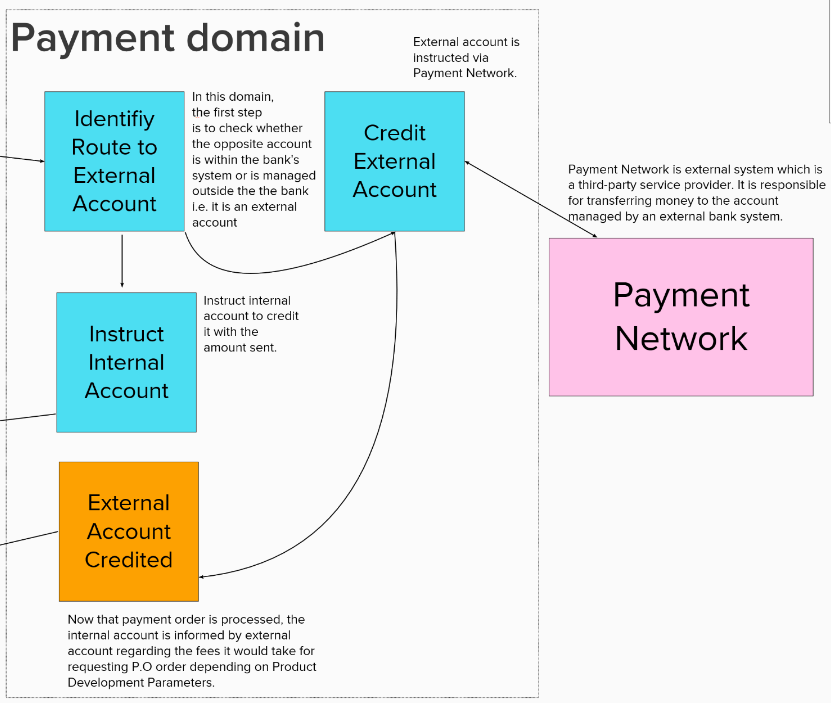 Payment domain
External account is
instructed via
Payment Network.
Identifiy
Route to
External
Account
In this domain,
the first step
is to check whether
the opposite account
is within the bank's
system or is managed
outside the the bank
i.e. it is an external
account
Credit
External
Account
Payment Network is external system which is
a third-party service provider. It is responsible
for transferring money to the account
managed by an external bank system.
Payment
Network
Instruct
Internal
Account
Instruct internal
account to credit
it with the
amount sent.
External
Account
Credited
Now that payment order is processed, the
internal account is informed by external
account regarding the fees it would take for
requesting P.O order depending on Product
Development Parameters.